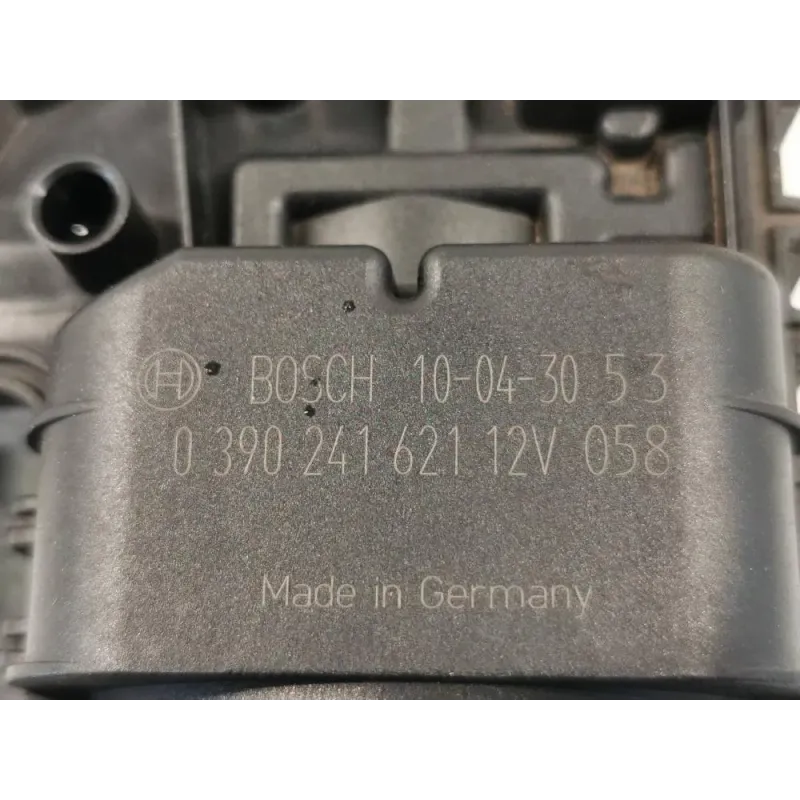 BOSCH 10-04-30 53
0 390 241 621 12V 058
Made in Germany